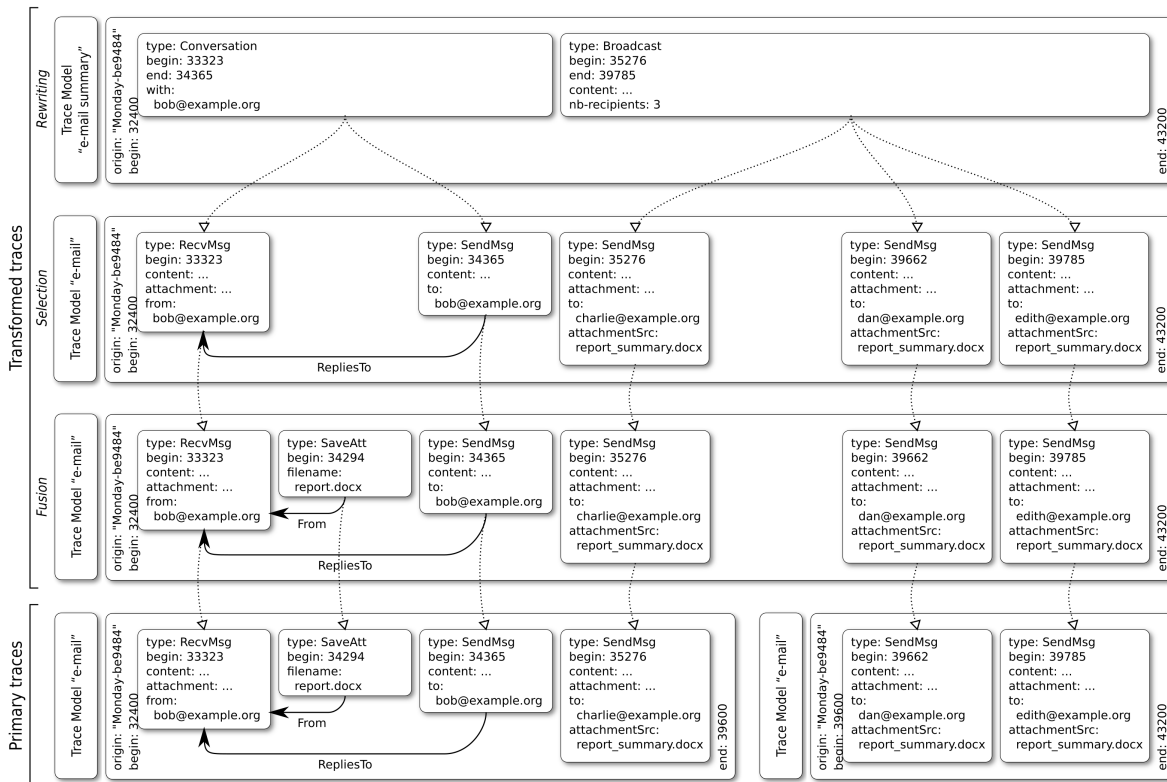 Transformed traces
Rewriting
Trace Model
“e-mail summary”
origin: "Monday-be9484"
begin: 32400
type: Conversation
begin: 33323
end: 34365
with:
bob@example.org
type: Broadcast
begin: 35276
end: 39785
content: ...
nb-recipients: 3
end: 43200
Selection
Trace Model “e-mail”
origin: "Monday-be9484"
begin: 32400
type: RecvMsg
begin: 33323
content: ...
attachment: ...
from:
bob@example.org
type: SendMsg
begin: 34365
content: ...
to:
bob@example.org
type: SendMsg
begin: 35276
content: ...
attachment: ...
to:
charlie@example.org
attachmentSrc:
report_summary.docx
type: SendMsg
begin: 39662
content: ...
attachment: ...
to:
dan@example.org
attachmentSrc:
report_summary.docx
type: SendMsg
begin: 39785
content: ...
attachment: ...
to:
edith@example.org
attachmentSrc:
report_summary.docx
RepliesTo
end: 43200
Fusion
Trace Model “e-mail”
origin: "Monday-be9484"
begin: 32400
type: RecvMsg
begin: 33323
content: ...
attachment: ...
from:
bob@example.org
type: SaveAtt
begin: 34294
filename:
report.docx
From
type: SendMsg
begin: 34365
content: ...
to:
bob@example.org
type: SendMsg
begin: 35276
content: ...
attachment: ...
to:
charlie@example.org
attachmentSrc:
report_summary.docx
type: SendMsg
begin: 39662
content: ...
attachment: ...
to:
dan@example.org
attachmentSrc:
report_summary.docx
type: SendMsg
begin: 39785
content: ...
attachment: ...
to:
edith@example.org
attachmentSrc:
report_summary.docx
RepliesTo
end: 43200
Primary traces
Trace Model “e-mail”
origin: "Monday-be9484"
begin: 32400
type: RecvMsg
begin: 33323
content: ...
attachment: ...
from:
bob@example.org
type: SaveAtt
begin: 34294
filename:
report.docx
From
type: SendMsg
begin: 34365
content: ...
to:
bob@example.org
type: SendMsg
begin: 35276
content: ...
attachment: ...
to:
charlie@example.org
attachmentSrc:
report_summary.docx
RepliesTo
end: 39600
Trace Model “e-mail”
origin: "Monday-be9484"
begin: 39600
type: SendMsg
begin: 39662
content: ...
attachment: ...
to:
dan@example.org
attachmentSrc:
report_summary.docx
type: SendMsg
begin: 39785
content: ...
attachment: ...
to:
edith@example.org
attachmentSrc:
report_summary.docx
end: 43200